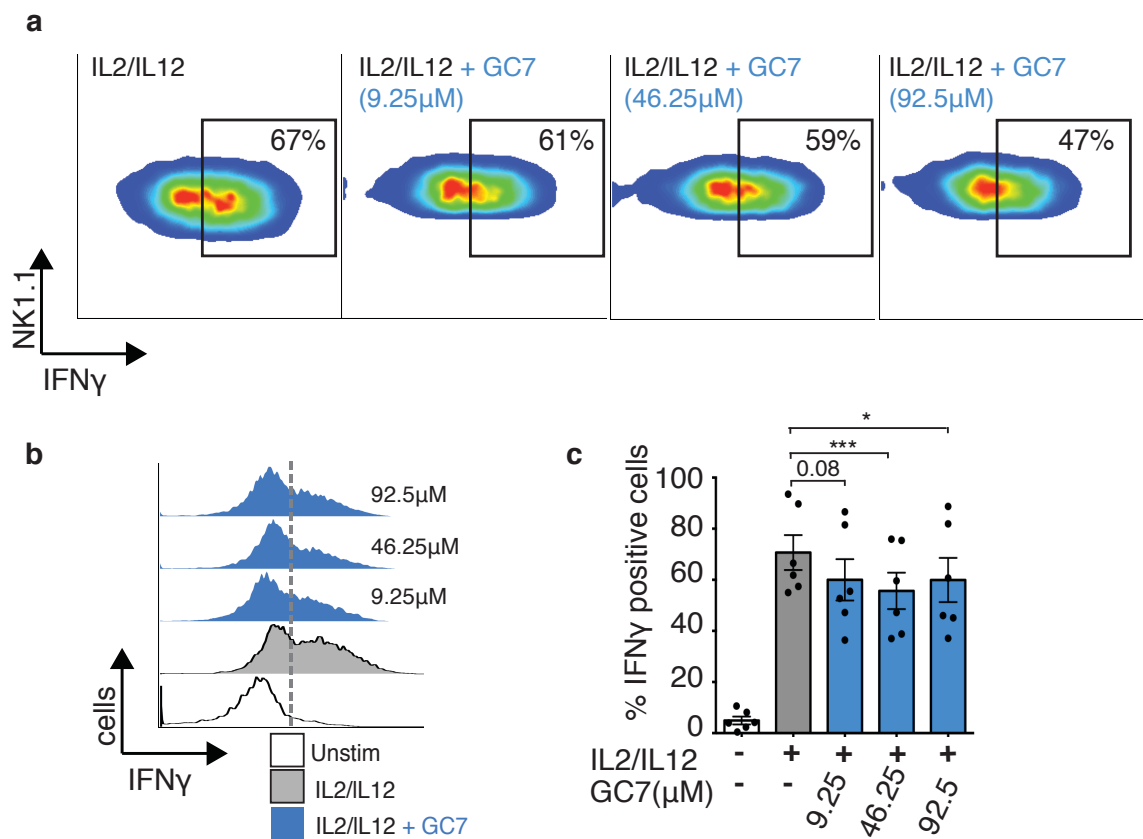 a
IL2/IL12
67%
IL2/IL12 + GC7
(9.25µM)
61%
IL2/IL12 + GC7
(46.25µM)
59%
IL2/IL12 + GC7
(92.5µM)
47%
NK1.1
IFNγ
b
92.5µM
46.25µM
9.25µM
cells
IFNγ
Unstim
IL2/IL12
IL2/IL12 + GC7
c
*
***
0.08
% IFNγ positive cells
100
80
60
40
20
0
IL2/IL12 - + + + +
GC7(µM) - - 9.25 46.25 92.5